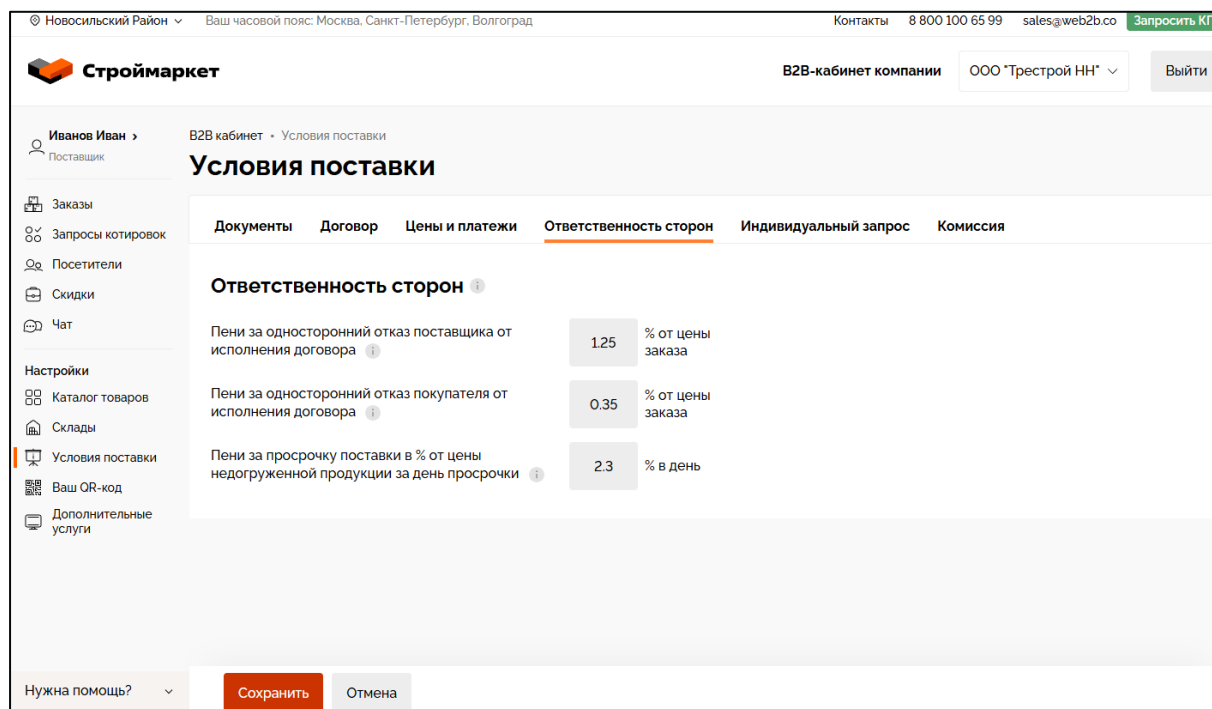 Новосильский Район
Ваш часовой пояс: Москва, Санкт-Петербург, Волгоград
Контакты
8 800 100 65 99
sales@web2b.co
Запросить КП
Строймаркет
B2B-кабинет компании
ООО "Трестрой НН"
Выйти
Иванов Иван
Поставщик
Заказы
Запросы котировок
Посетители
Скидки
Чат
Настройки
Каталог товаров
Склады
Условия поставки
Ваш QR-код
Дополнительные
услуги
Нужна помощь?
B2B кабинет • Условия поставки
Условия поставки
Документы
Договор
Цены и платежи
Ответственность сторон
Индивидуальный запрос
Комиссия
Ответственность сторон
Пени за односторонний отказ поставщика от
исполнения договора
1.25
% от цены
заказа
Пени за односторонний отказ покупателя от
исполнения договора
0.35
% от цены
заказа
Пени за просрочку поставки в % от цены
недогруженной продукции за день просрочки
2.3
% в день
Сохранить
Отмена